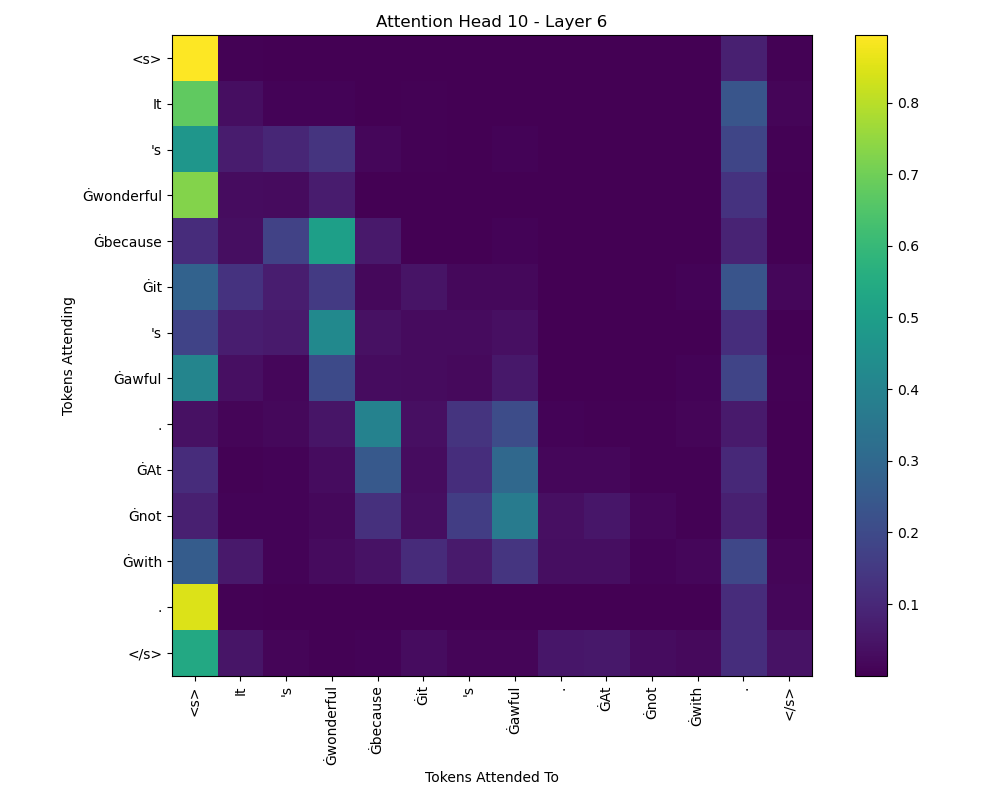 Attention Head 10 - Layer 6
<s>
It
's
Ġwonderful
Ġbecause
Ġit
's
Ġawful
.
ĠAt
Ġnot
Ġwith
.
</s>
Tokens Attending
<s>
It
's
Ġwonderful
Ġbecause
Ġit
's
Ġawful
.
ĠAt
Ġnot
Ġwith
.
</s>
Tokens Attended To
0.8
0.7
0.6
0.5
0.4
0.3
0.2
0.1